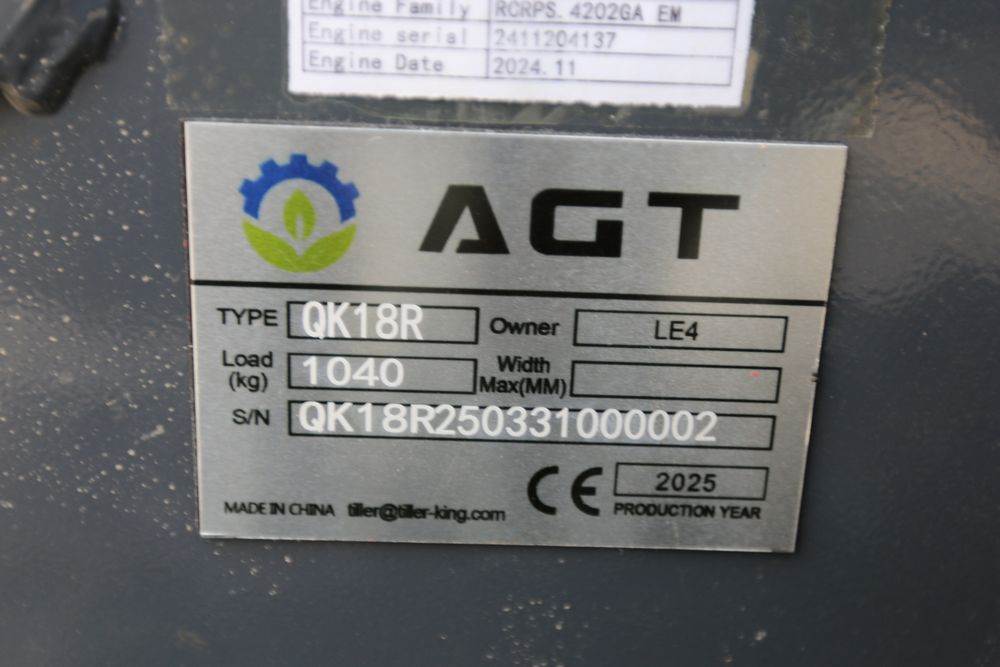 Engine Family RCRPS.4202GA EM
Engine serial 2411204137
Engine Date 2024.11
AGT
TYPE QK18R Owner LE4
Load (kg) 1040 Width Max(MM)
S/N QK18R250331000002
CE 2025
MADE IN CHINA tiller@tiller-king.com PRODUCTION YEAR